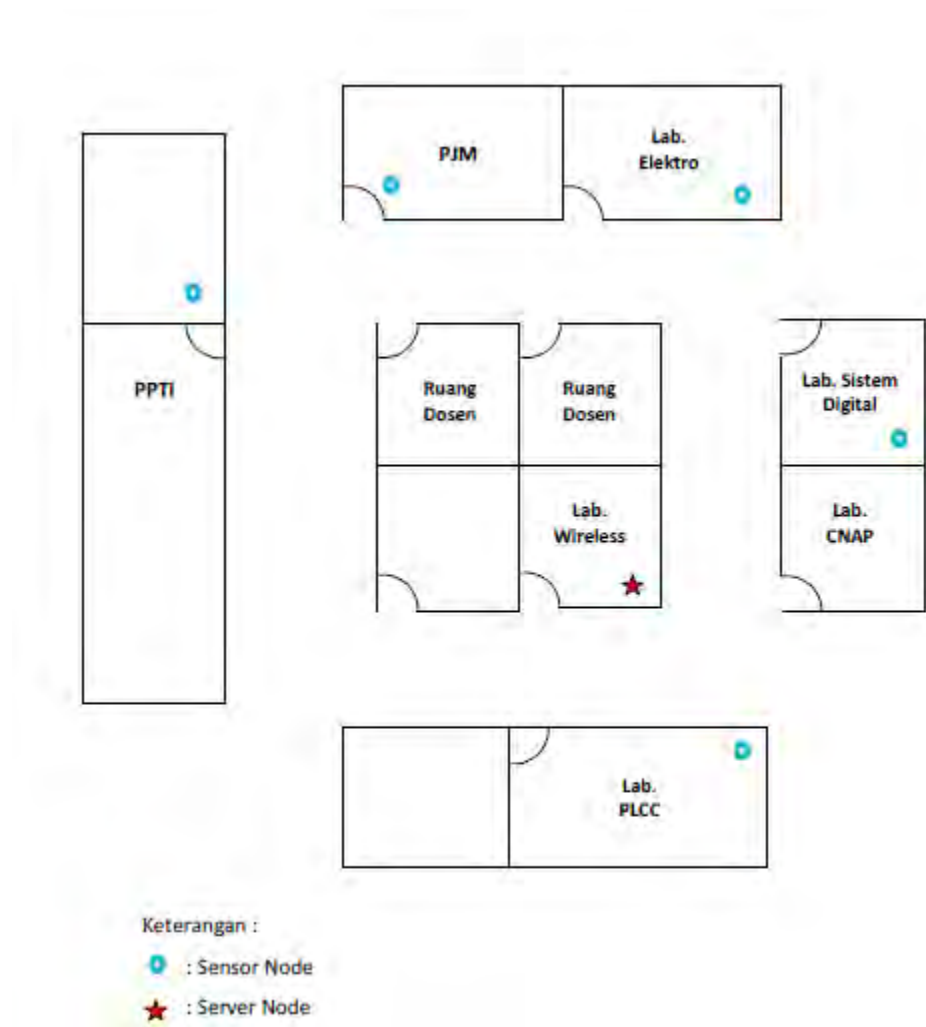 PJM
Lab.
Elektro
PPTI
Ruang
Dosen
Ruang
Dosen
Lab. Sistem
Digital
Lab.
Wireless
Lab.
CNAP
Lab.
PLCC
Keterangan :
: Sensor Node
: Server Node